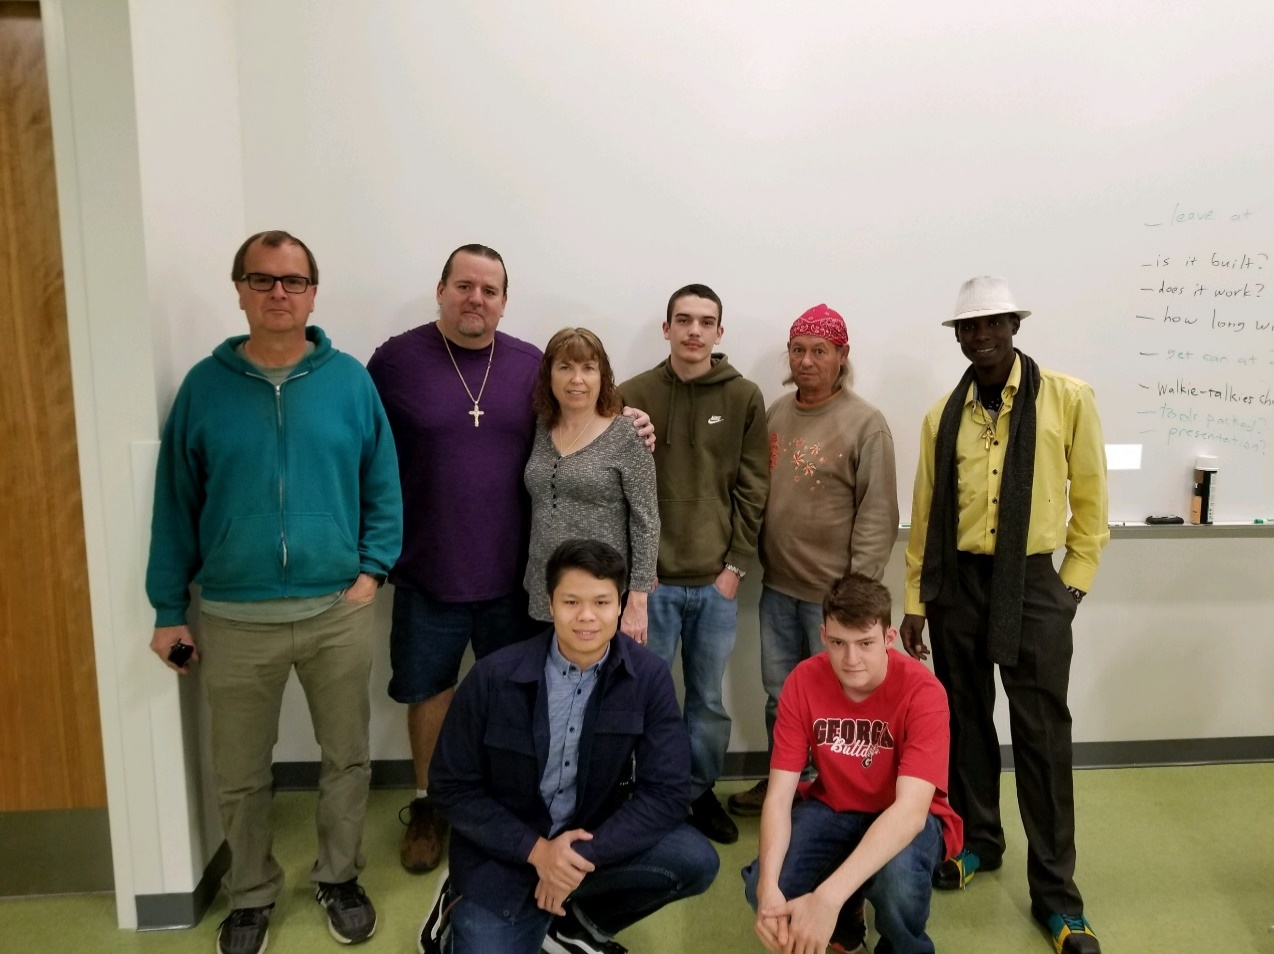 _ leave at
— is it built?
— does it work?
— how long
— get car at
walkie-talkies
— tools packed?
— presentation?
NIKE
GEORGIA
Bulldogs
G